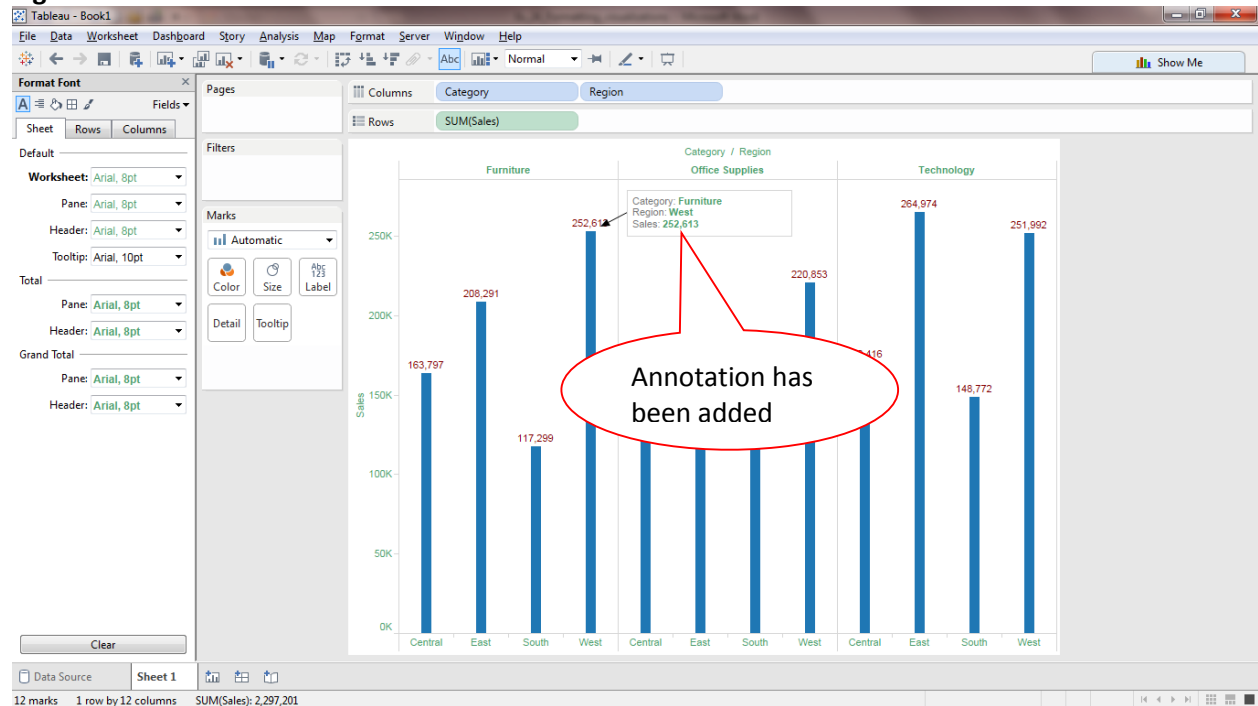 Tableau - Book1
File Data Worksheet Dashboard Story Analysis Map Format Server Window Help
Abc Normal Show Me
Format Font
Fields
Sheet Rows Columns
Default
Worksheet: Arial, 8pt
Pane: Arial, 8pt
Header: Arial, 8pt
Tooltip: Arial, 10pt
Total
Pane: Arial, 8pt
Header: Arial, 8pt
Grand Total
Pane: Arial, 8pt
Header: Arial, 8pt
Clear
Pages
Filters
Marks
Automatic
Abc
123
Color Size Label
Detail Tooltip
Columns Category Region
Rows SUM(Sales)
Category / Region
Furniture Office Supplies Technology
Category: Furniture
Region: West
Sales: 252,613
264,974
251,992
250K
220,853
208,291
200K
163,797
416
Annotation has
been added
Sales
150K
148,772
117,299
100K
50K
0K
Central East South West Central East South West Central East South West
Data Source Sheet 1
12 marks 1 row by 12 columns SUM(Sales): 2,297,201